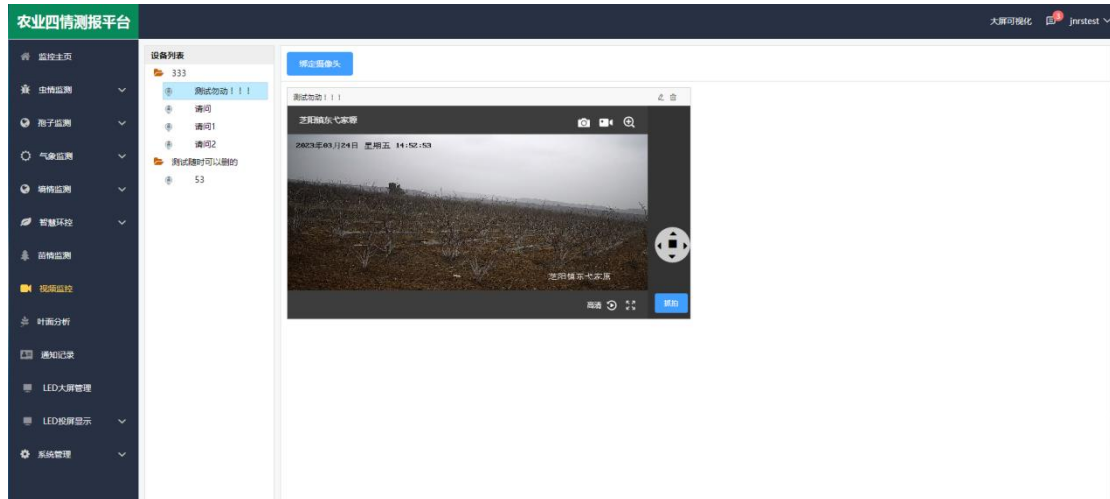 农业四情测报平台
大屏可视化
3
jnrstest
监控主页
虫情监测
孢子监测
气象监测
墒情监测
智慧环控
苗情监测
视频监控
叶面分析
通知记录
LED大屏管理
LED投屏显示
系统管理
设备列表
333
测试勿动！！！
请问
请问1
请问2
测试随时可以删的
53
绑定摄像头
测试勿动！！！
芝阳镇东弋家塬
2023年03月24日 星期五 14:52:53
芝阳镇东弋家塬
高清
抓拍